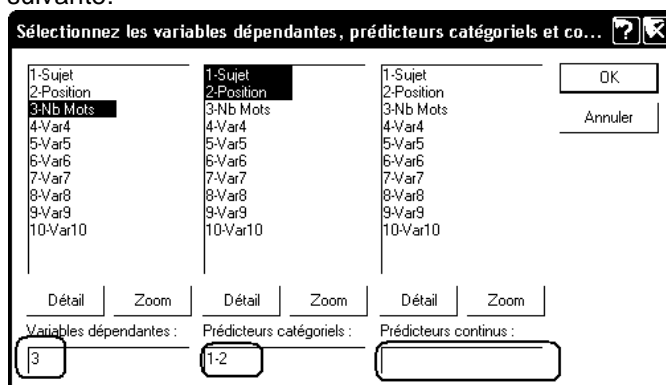 suivante.
Sélectionnez les variables dépendantes, prédicteurs catégoriels et co...
1-Sujet
2-Position
3-Nb Mots
4-Var4
5-Var5
6-Var6
7-Var7
8-Var8
9-Var9
10-Var10
1-Sujet
2-Position
3-Nb Mots
4-Var4
5-Var5
6-Var6
7-Var7
8-Var8
9-Var9
10-Var10
1-Sujet
2-Position
3-Nb Mots
4-Var4
5-Var5
6-Var6
7-Var7
8-Var8
9-Var9
10-Var10
OK
Annuler
Détail Zoom Détail Zoom Détail Zoom
Variables dépendantes : Prédicteurs catégoriels : Prédicteurs continus :
3 1-2